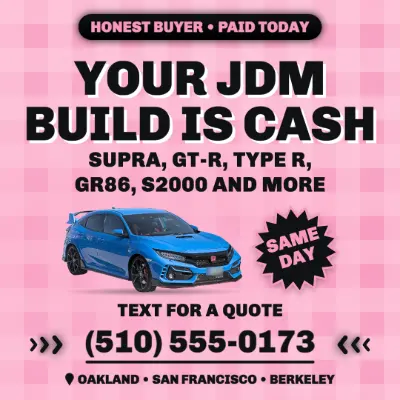 HONEST BUYER • PAID TODAY
YOUR JDM
BUILD IS CASH
SUPRA, GT-R, TYPE R,
GR86, S2000 AND MORE
SAME
DAY
TEXT FOR A QUOTE
››› (510) 555-0173 ‹‹‹
OAKLAND • SAN FRANCISCO • BERKELEY